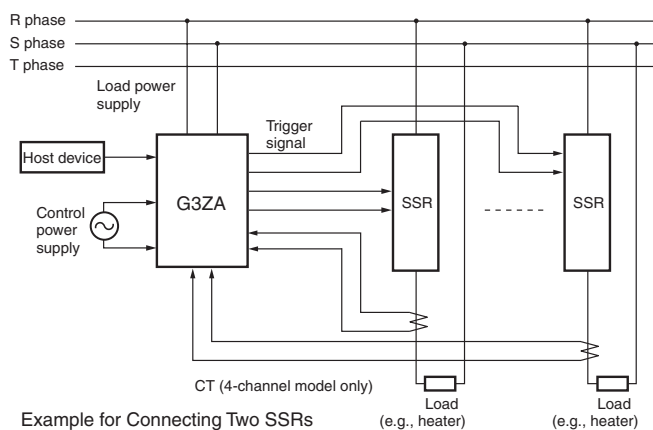 R phase
S phase
T phase
Load power
supply
Trigger
signal
Host device
G3ZA
SSR
SSR
Control
power
supply
CT (4-channel model only)
Load
(e.g., heater)
Load
(e.g., heater)
Example for Connecting Two SSRs